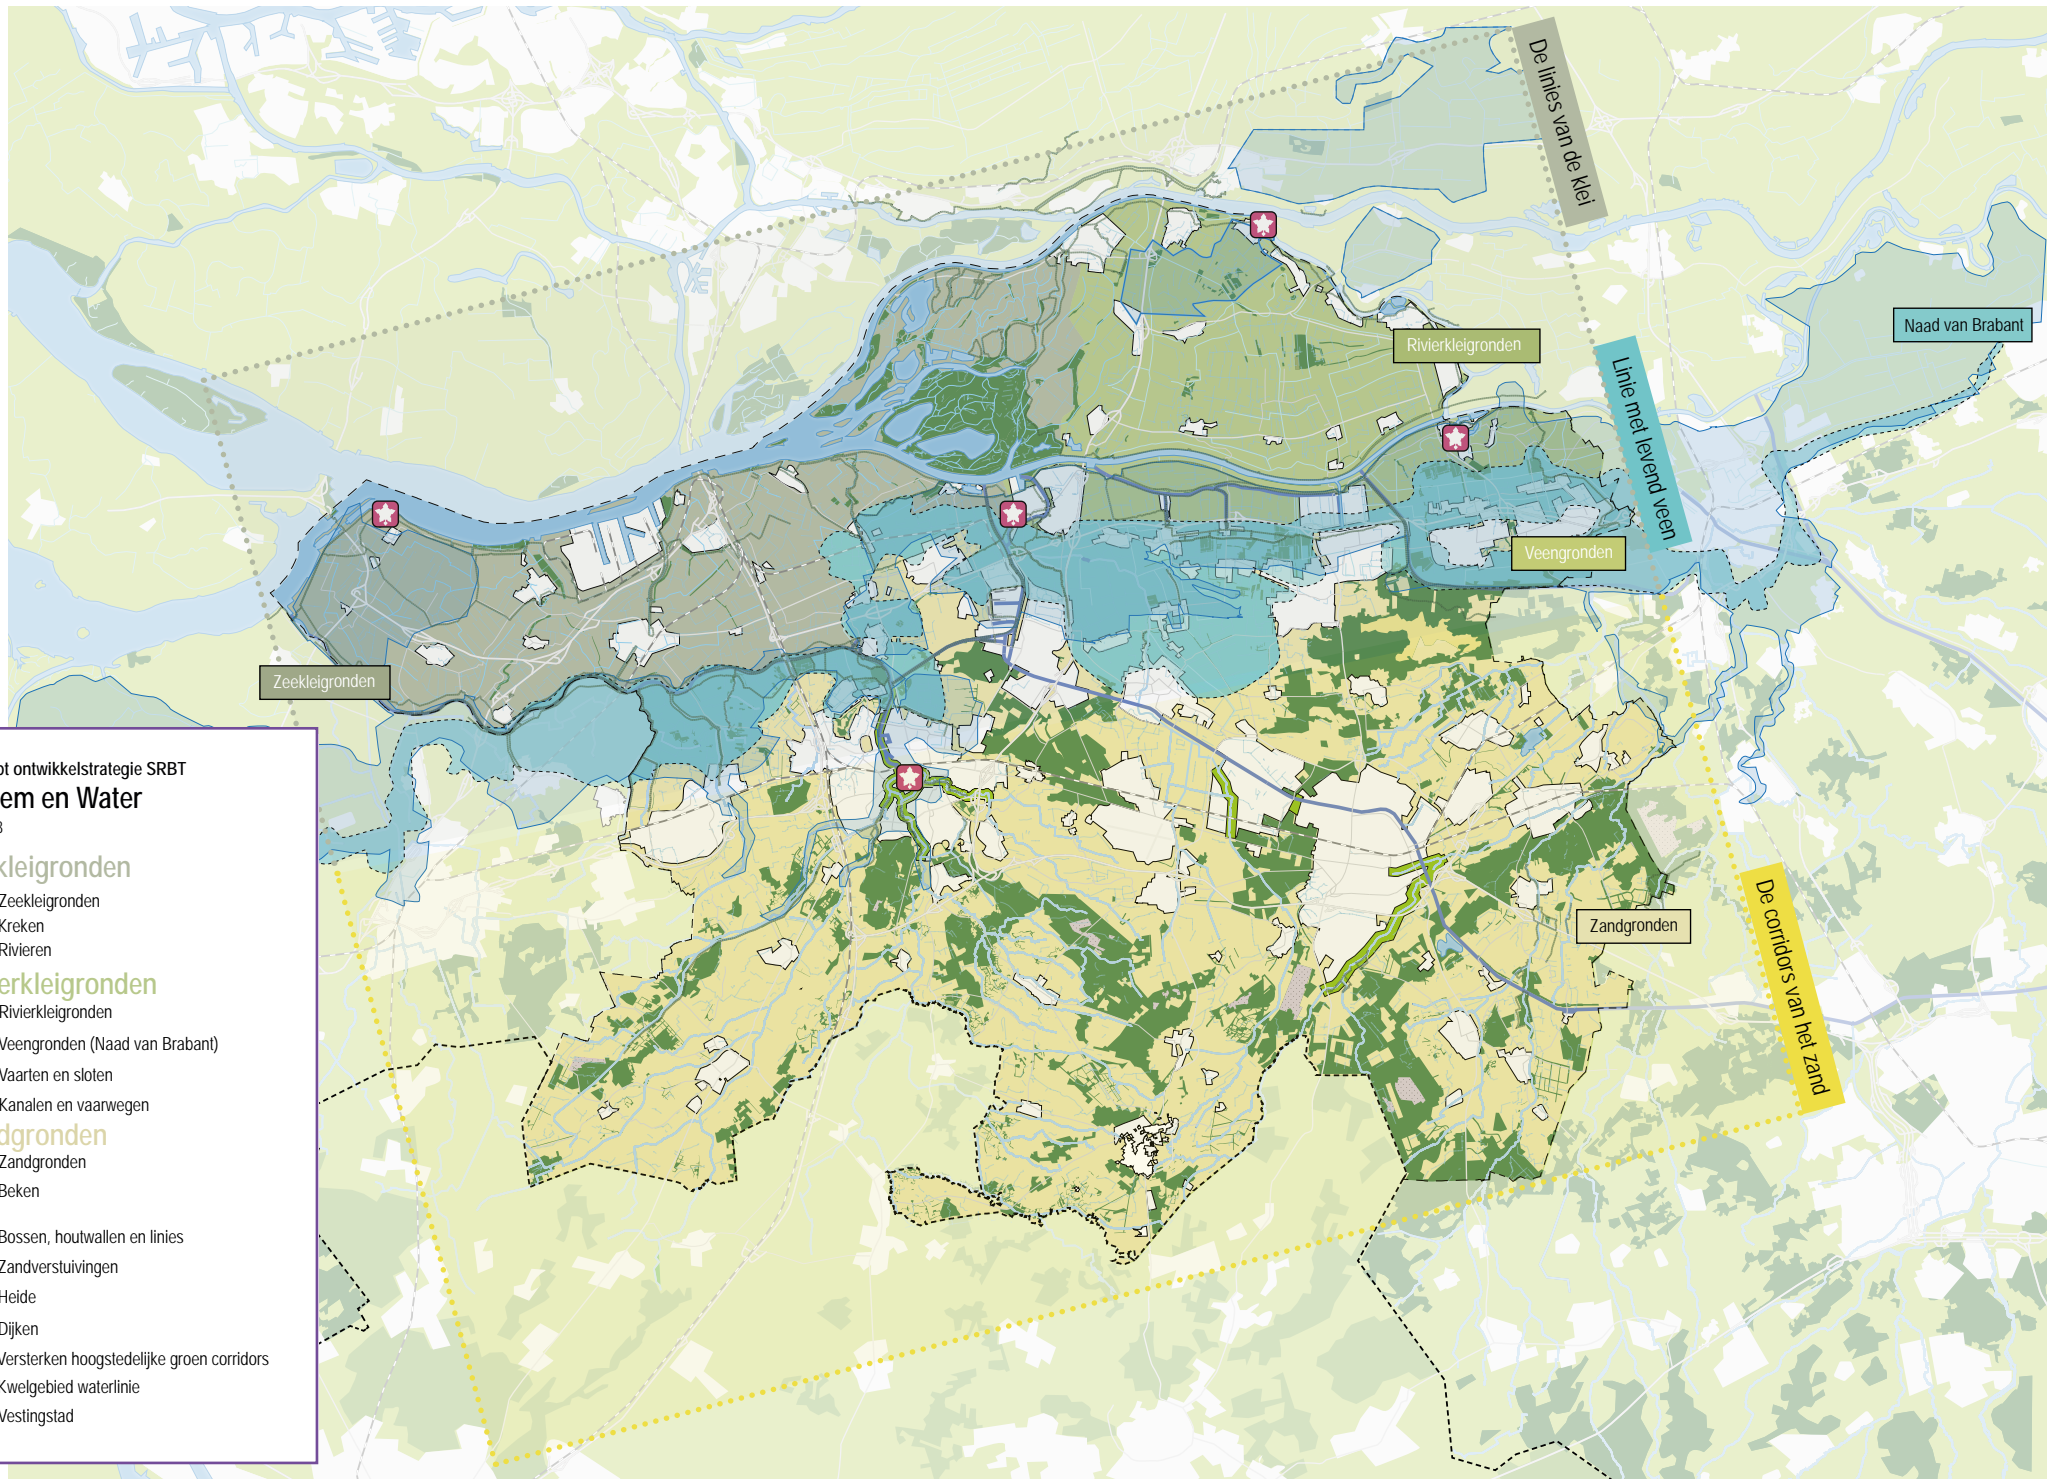 De linies van de klei
Naad van Brabant
Rivierkleigronden
Linie met levend veen
Veengronden
Zeekleigronden
Zandgronden
De corridors van het zand
ot ontwikkelstrategie SRBT
em en Water
3
kleigronden
Zeekleigronden
Kreken
Rivieren
erkleigronden
Rivierkleigronden
Veengronden (Naad van Brabant)
Vaarten en sloten
Kanalen en vaarwegen
dgronden
Zandgronden
Beken
Bossen, houtwallen en linies
Zandverstuivingen
Heide
Dijken
Versterken hoogstedelijke groen corridors
Kwelgebied waterlinie
Vestingstad